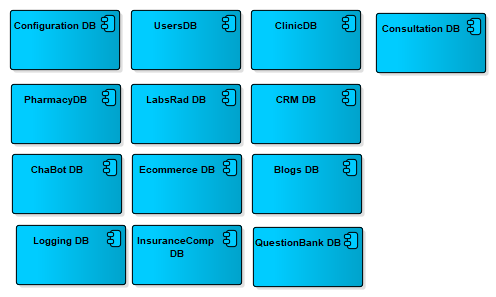 Configuration DB
UsersDB
ClinicDB
Consultation DB
PharmacyDB
LabsRad DB
CRM DB
ChaBot DB
Ecommerce DB
Blogs DB
Logging DB
InsuranceComp
DB
QuestionBank DB